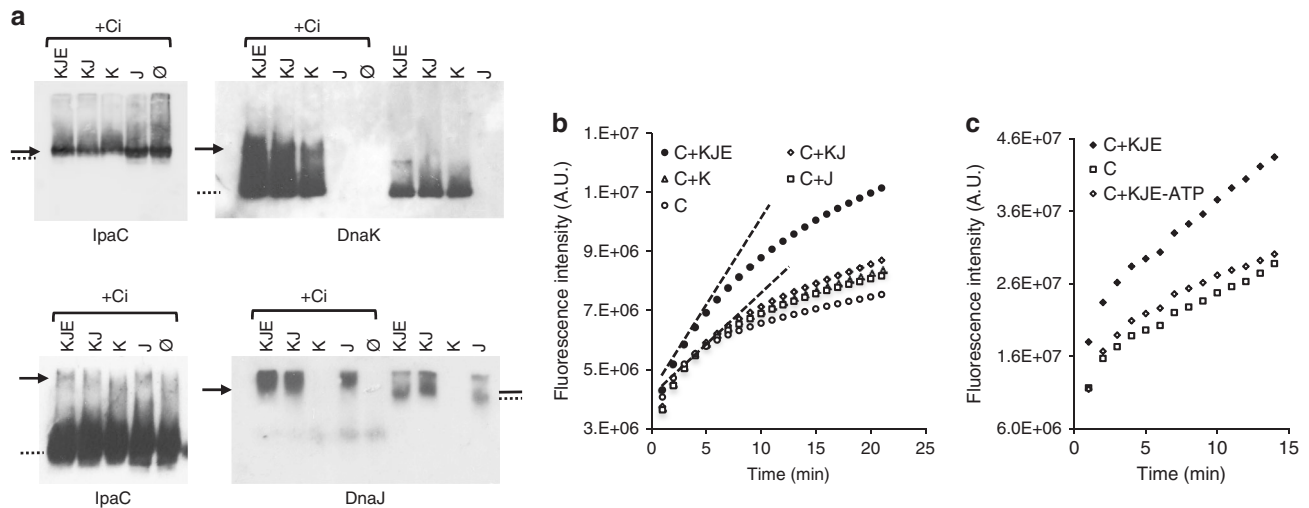 a
+Ci
KJE KJ K J Ø
IpaC
+Ci
KJE KJ K J Ø KJE KJ K J
DnaK
+Ci
KJE KJ K J Ø
IpaC
+Ci
KJE KJ K J Ø KJE KJ K J
DnaJ
b
Fluorescence intensity (A.U.)
1.E+07
1.E+07
9.E+06
7.E+06
5.E+06
3.E+06
C+KJE C+KJ
C+K C+J
C
0 5 10 15 20 25
Time (min)
c
Fluorescence intensity (A.U.)
4.6E+07
3.6E+07
2.6E+07
1.6E+07
6.0E+06
C+KJE
C
C+KJE-ATP
0 5 10 15
Time (min)